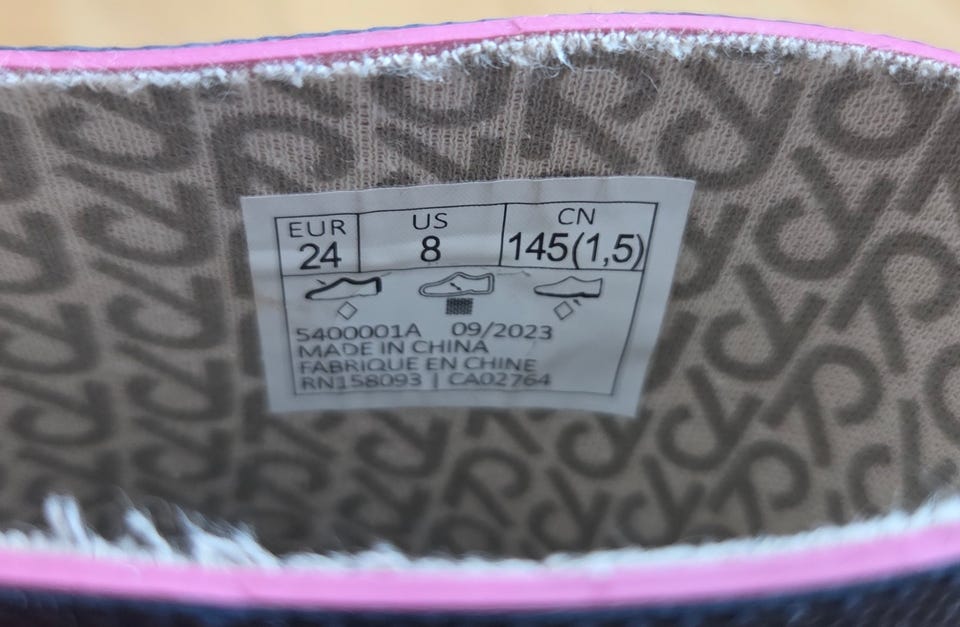 EUR US CN
24 8 145(1,5)
5400001A 09/2023
MADE IN CHINA
FABRIQUE EN CHINE
RN158093 | CA02764